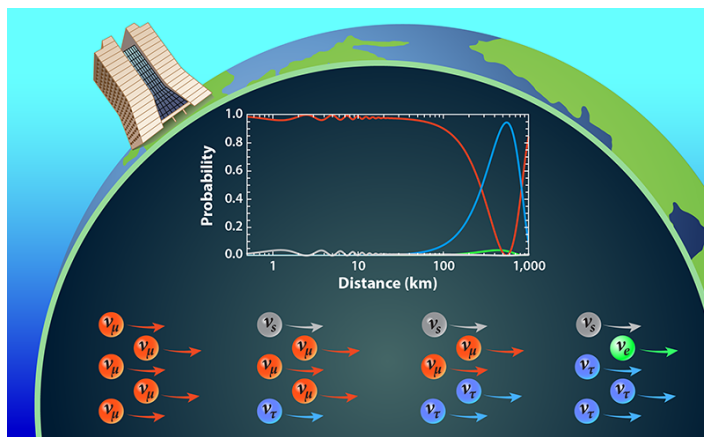 1.0
0.8
0.6
0.4
0.2
0.0
Probability
1 10 100 1,000
Distance (km)
νμ νs νs νs
νμ νμ νμ νe
νμ νμ νμ ντ
νμ νμ ντ ντ
νμ ντ ντ ντ